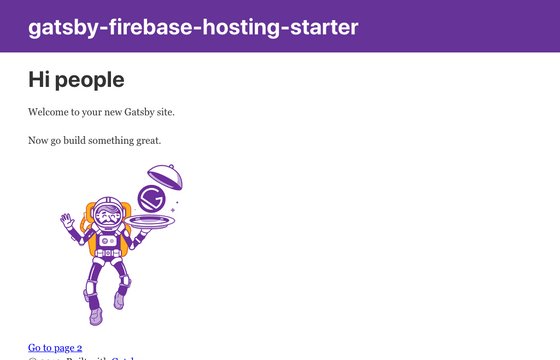 gatsby-firebase-hosting-starter
Hi people
Welcome to your new Gatsby site.
Now go build something great.
Go to page 2